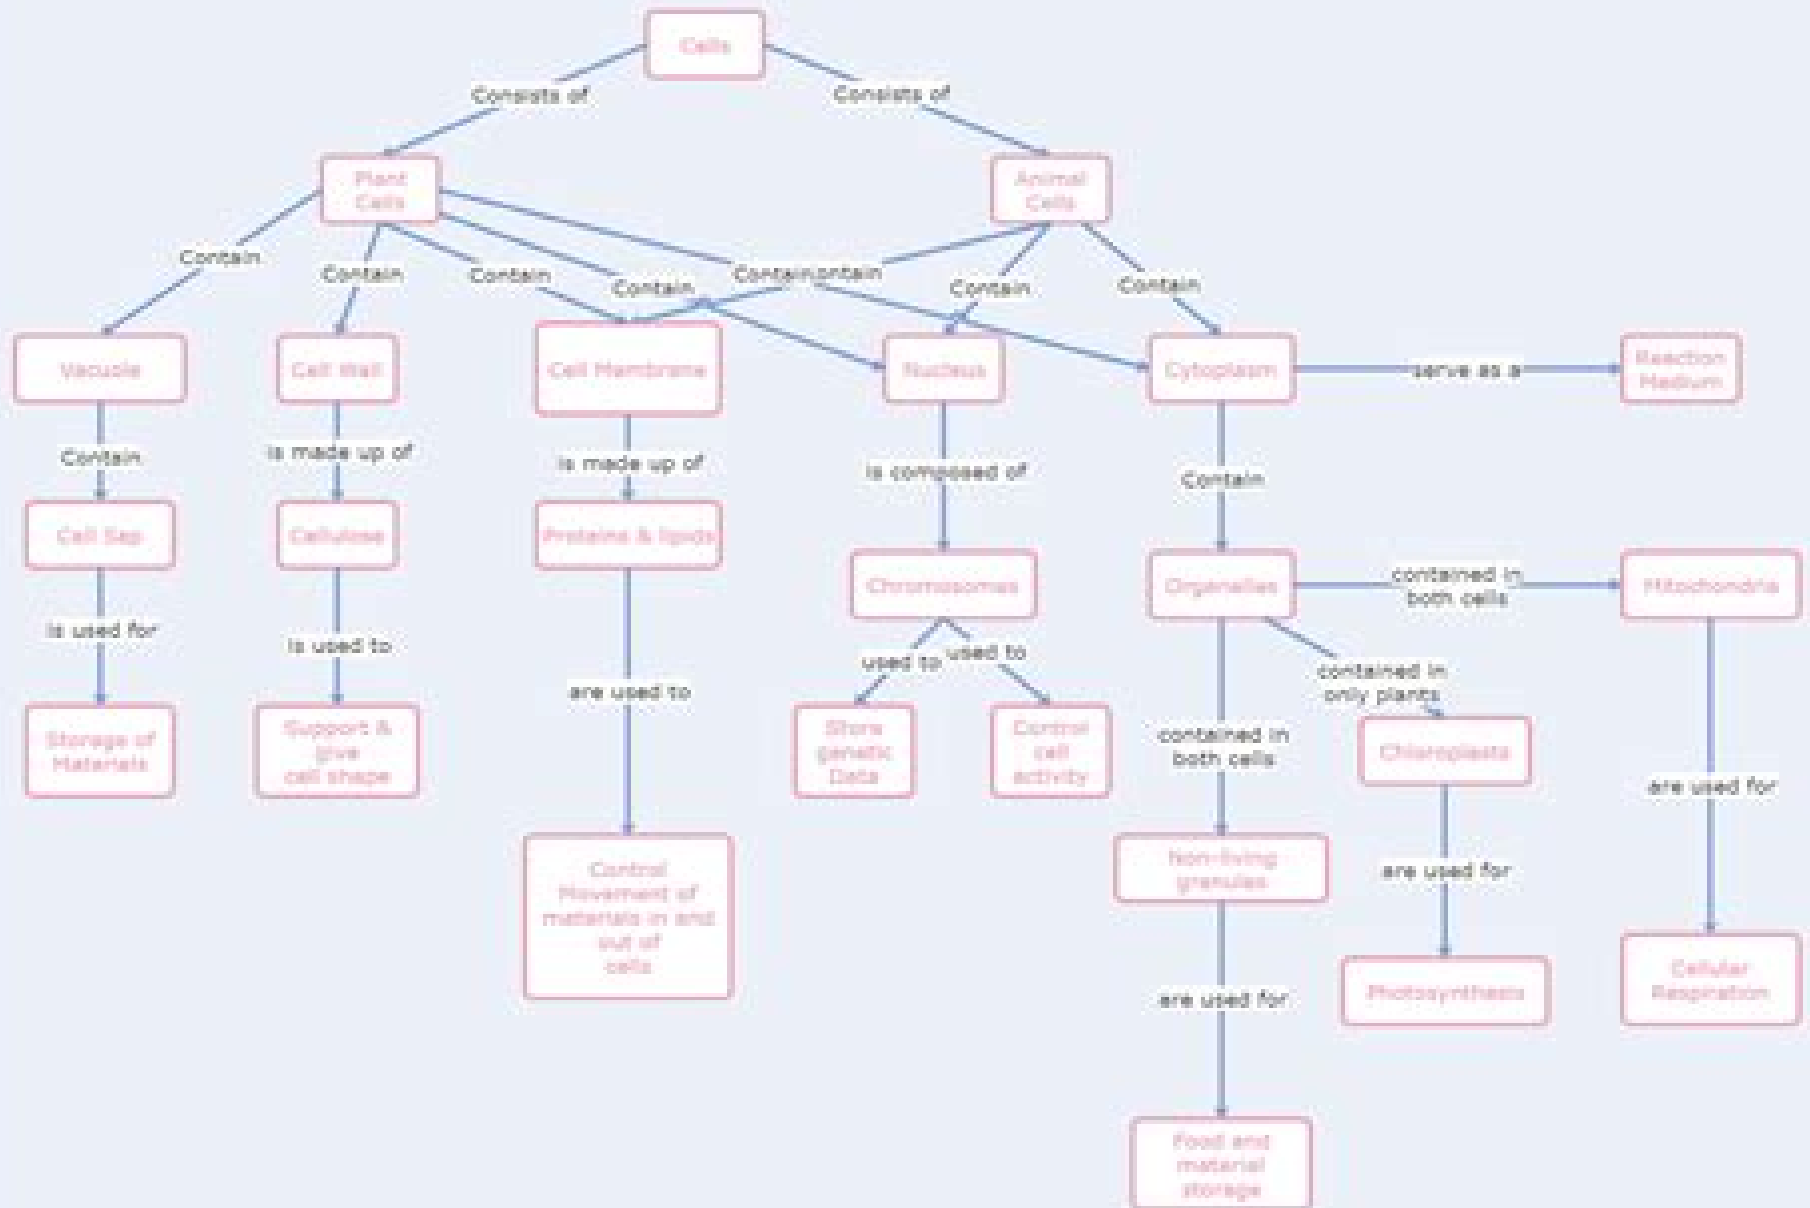 Cells
Consists of
Consists of
Plant
Cells
Animal
Cells
Contain
Contain
Contain
Contain
Contain
ontain
Contain
Contain
Vacuole
Cell Wall
Cell Membrane
Nucleus
Cytoplasm
serve as a
Reaction
Medium
Contain
is made up of
is made up of
is composed of
Contain
Cell Sap
Cellulose
Proteins & lipids
Chromosomes
Organelles
contained in
both cells
Mitochondria
is used for
is used to
are used to
used to
used to
contained in
only plants
contained in
both cells
Storage of
Materials
Support &
give
cell shape
Store
genetic
Data
Control
cell
activity
Chloroplasts
are used for
Control
Movement of
materials in and
out of
cells
Non-living
granules
are used for
Photosynthesis
Cellular
Respiration
are used for
Food and
material
storage